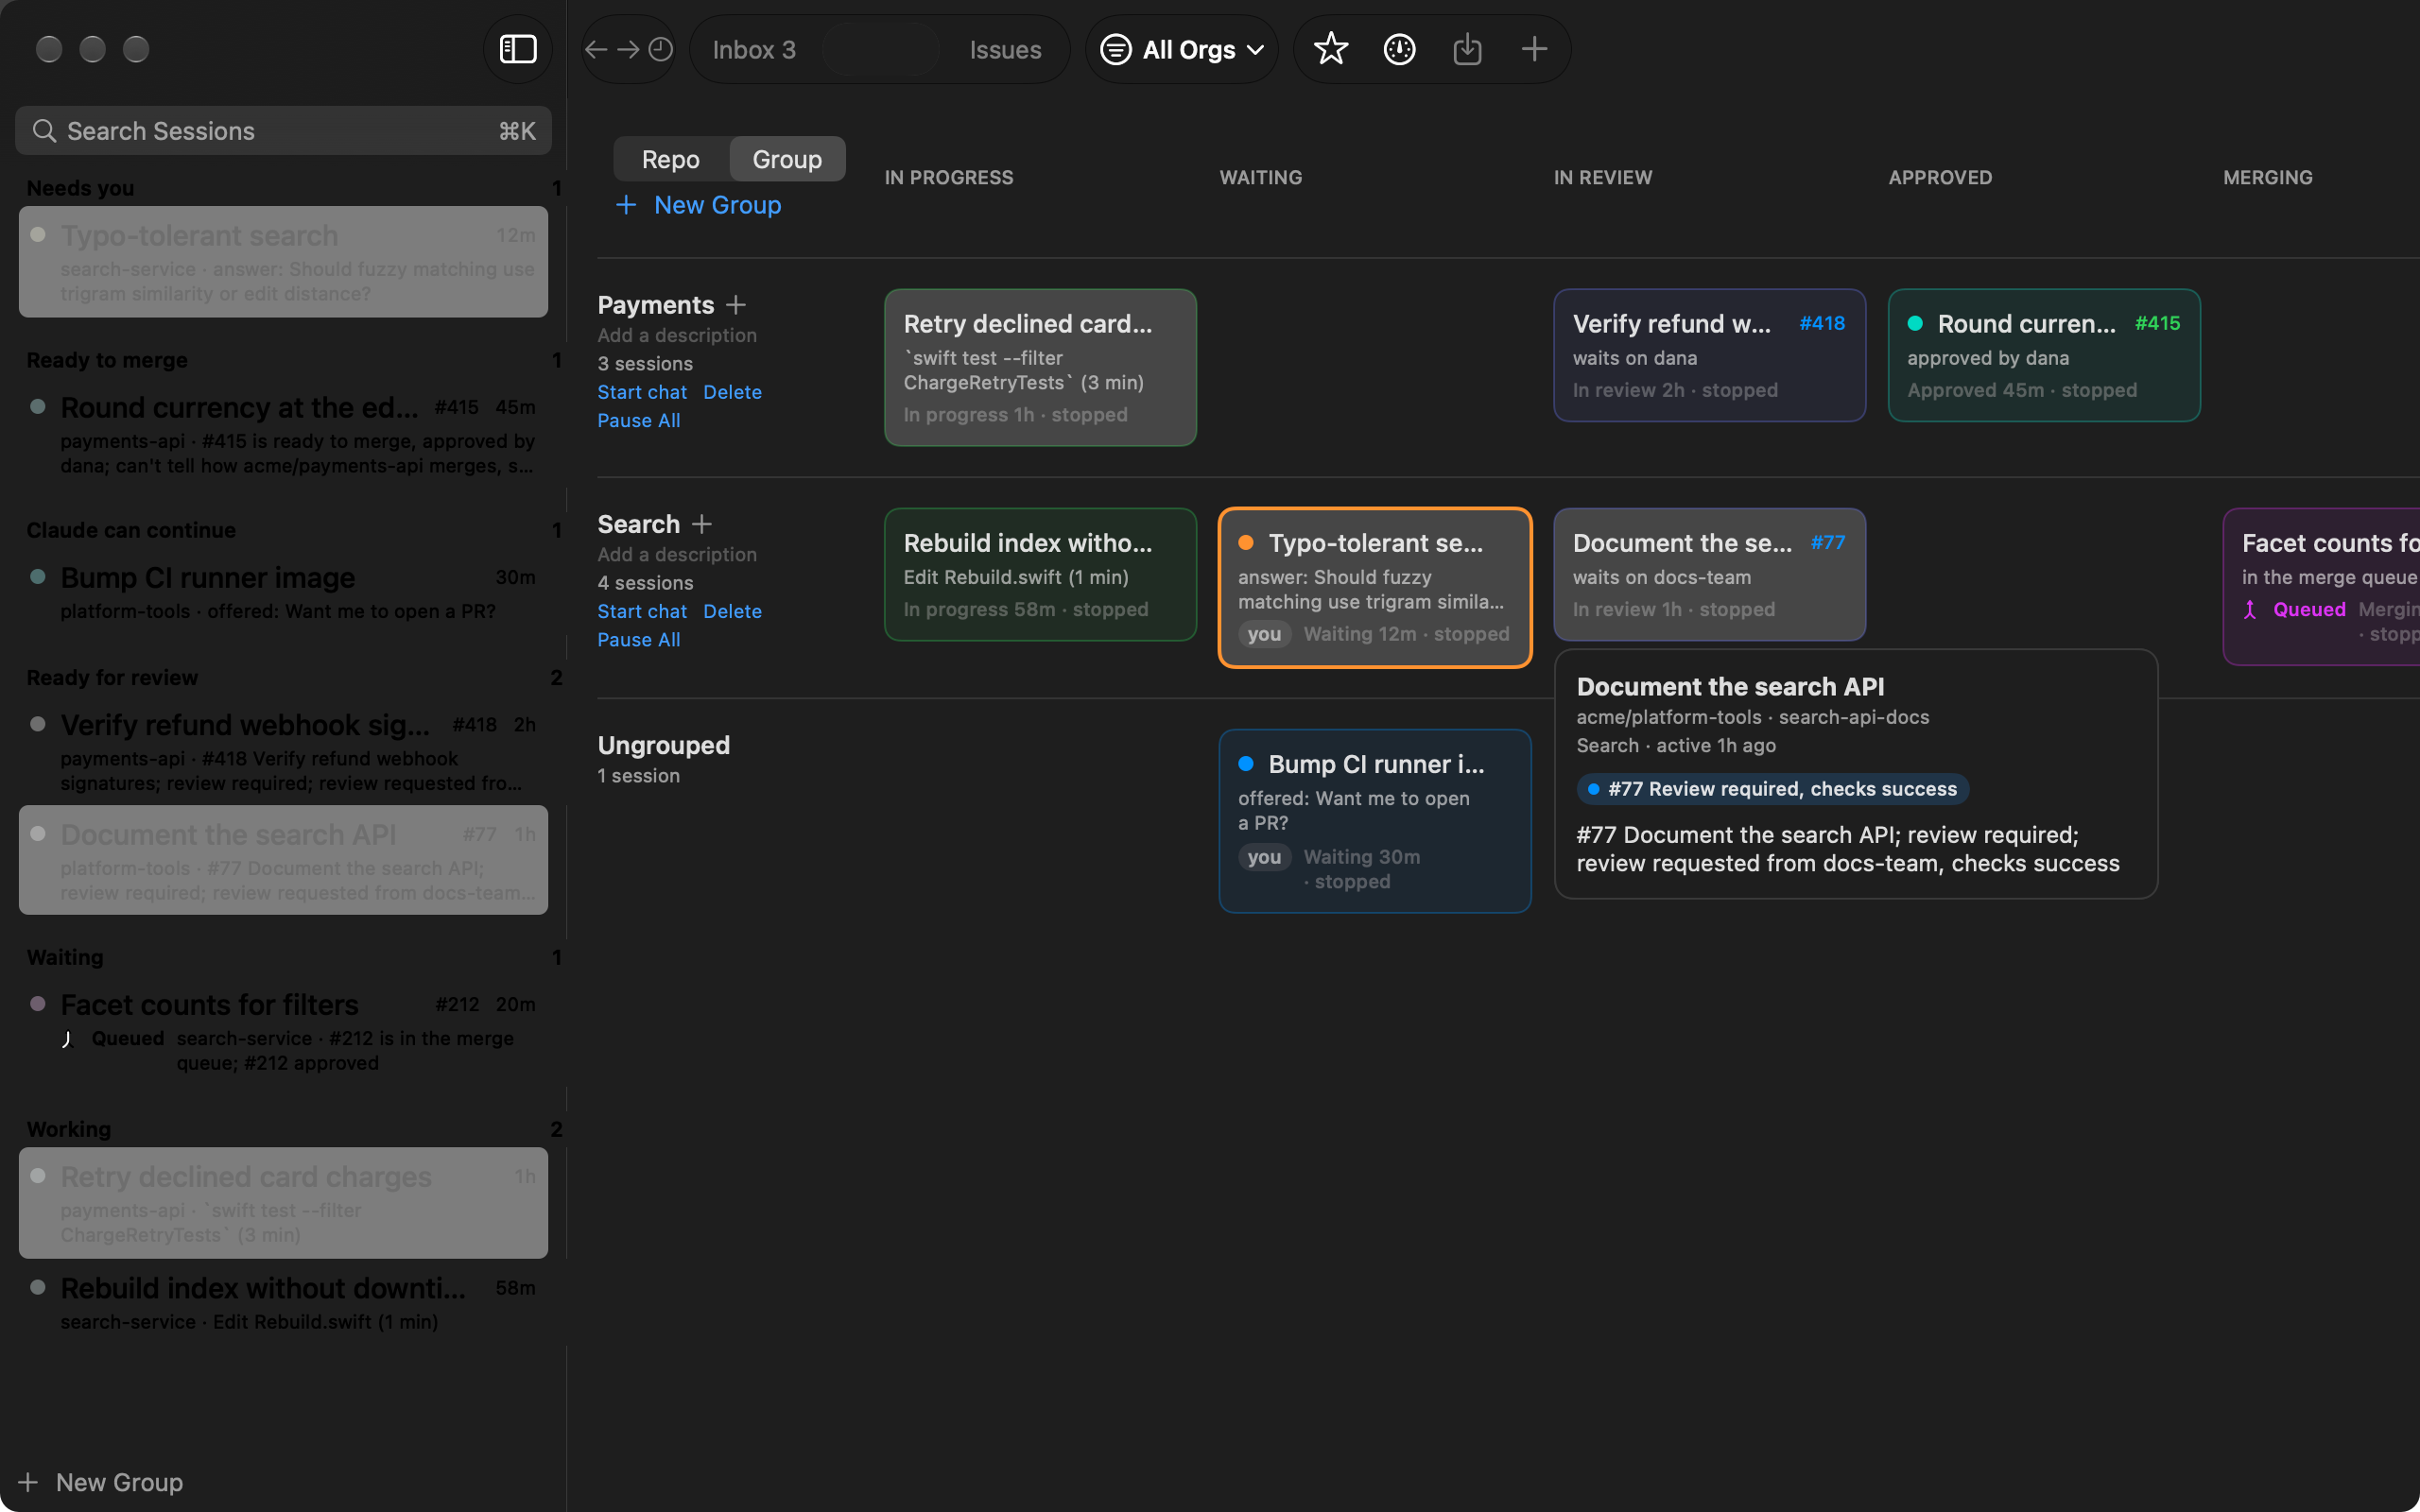 Inbox 3
Issues
All Orgs
Search Sessions
⌘K
Needs you
1
Typo-tolerant search
12m
search-service · answer: Should fuzzy matching use
trigram similarity or edit distance?
Ready to merge
1
Round currency at the ed... #415 45m
payments-api · #415 is ready to merge, approved by
dana; can't tell how acme/payments-api merges, s...
Claude can continue
1
Bump CI runner image
30m
platform-tools · offered: Want me to open a PR?
Ready for review
2
Verify refund webhook sig... #418 2h
payments-api · #418 Verify refund webhook
signatures; review required; review requested fro...
Document the search API
#77 1h
platform-tools · #77 Document the search API;
review required; review requested from docs-team...
Waiting
1
Facet counts for filters
#212 20m
Queued search-service · #212 is in the merge
queue; #212 approved
Working
2
Retry declined card charges
1h
payments-api · `swift test --filter
ChargeRetryTests` (3 min)
Rebuild index without downti... 58m
search-service · Edit Rebuild.swift (1 min)
+ New Group
Repo
Group
+ New Group
IN PROGRESS
WAITING
IN REVIEW
APPROVED
MERGING
Payments +
Add a description
3 sessions
Start chat Delete
Pause All
Retry declined card...
`swift test --filter
ChargeRetryTests` (3 min)
In progress 1h · stopped
Verify refund w... #418
waits on dana
In review 2h · stopped
Round curren... #415
approved by dana
Approved 45m · stopped
Search +
Add a description
4 sessions
Start chat Delete
Pause All
Rebuild index witho...
Edit Rebuild.swift (1 min)
In progress 58m · stopped
Typo-tolerant se...
answer: Should fuzzy
matching use trigram simila...
you Waiting 12m · stopped
Document the se... #77
waits on docs-team
In review 1h · stopped
Facet counts fo
in the merge queue
Queued Mergin
· stopp
Document the search API
acme/platform-tools · search-api-docs
Search · active 1h ago
#77 Review required, checks success
#77 Document the search API; review required;
review requested from docs-team, checks success
Ungrouped
1 session
Bump CI runner i...
offered: Want me to open
a PR?
you Waiting 30m
· stopped